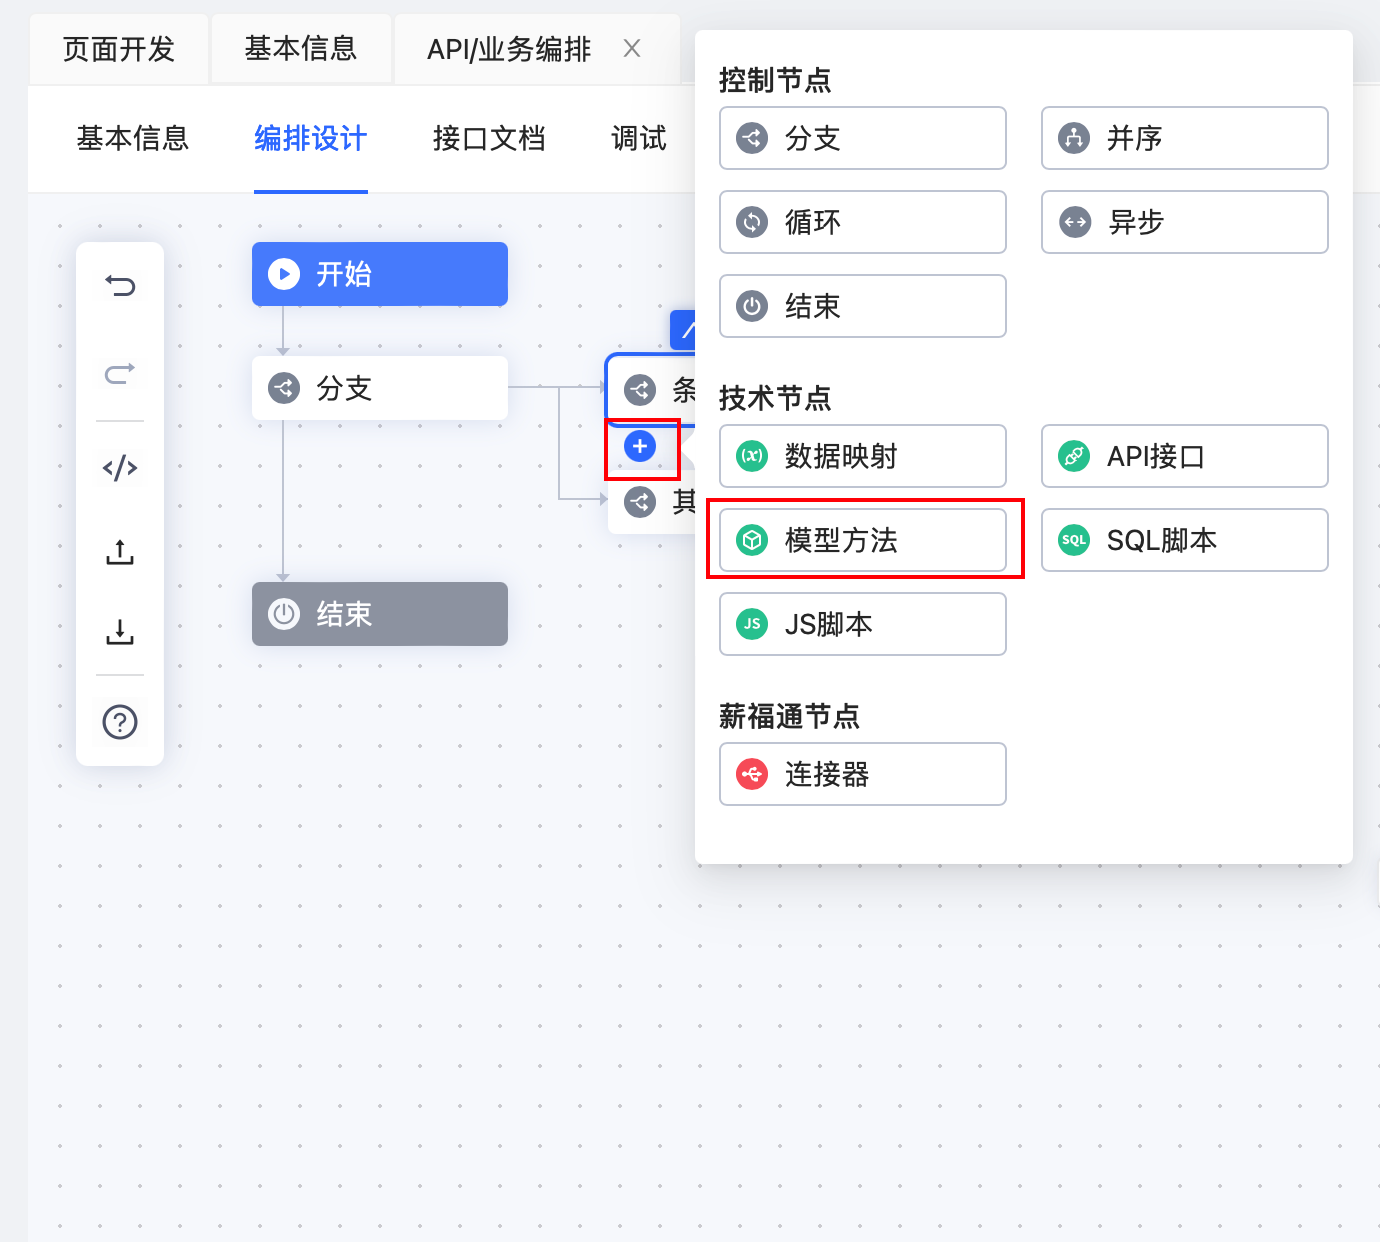 页面开发 基本信息 API/业务编排
基本信息 编排设计 接口文档 调试
开始
分支
条
其
结束
控制节点
分支 并序
循环 异步
结束
技术节点
(x) 数据映射 API接口
模型方法 SQL SQL脚本
JS JS脚本
薪福通节点
连接器